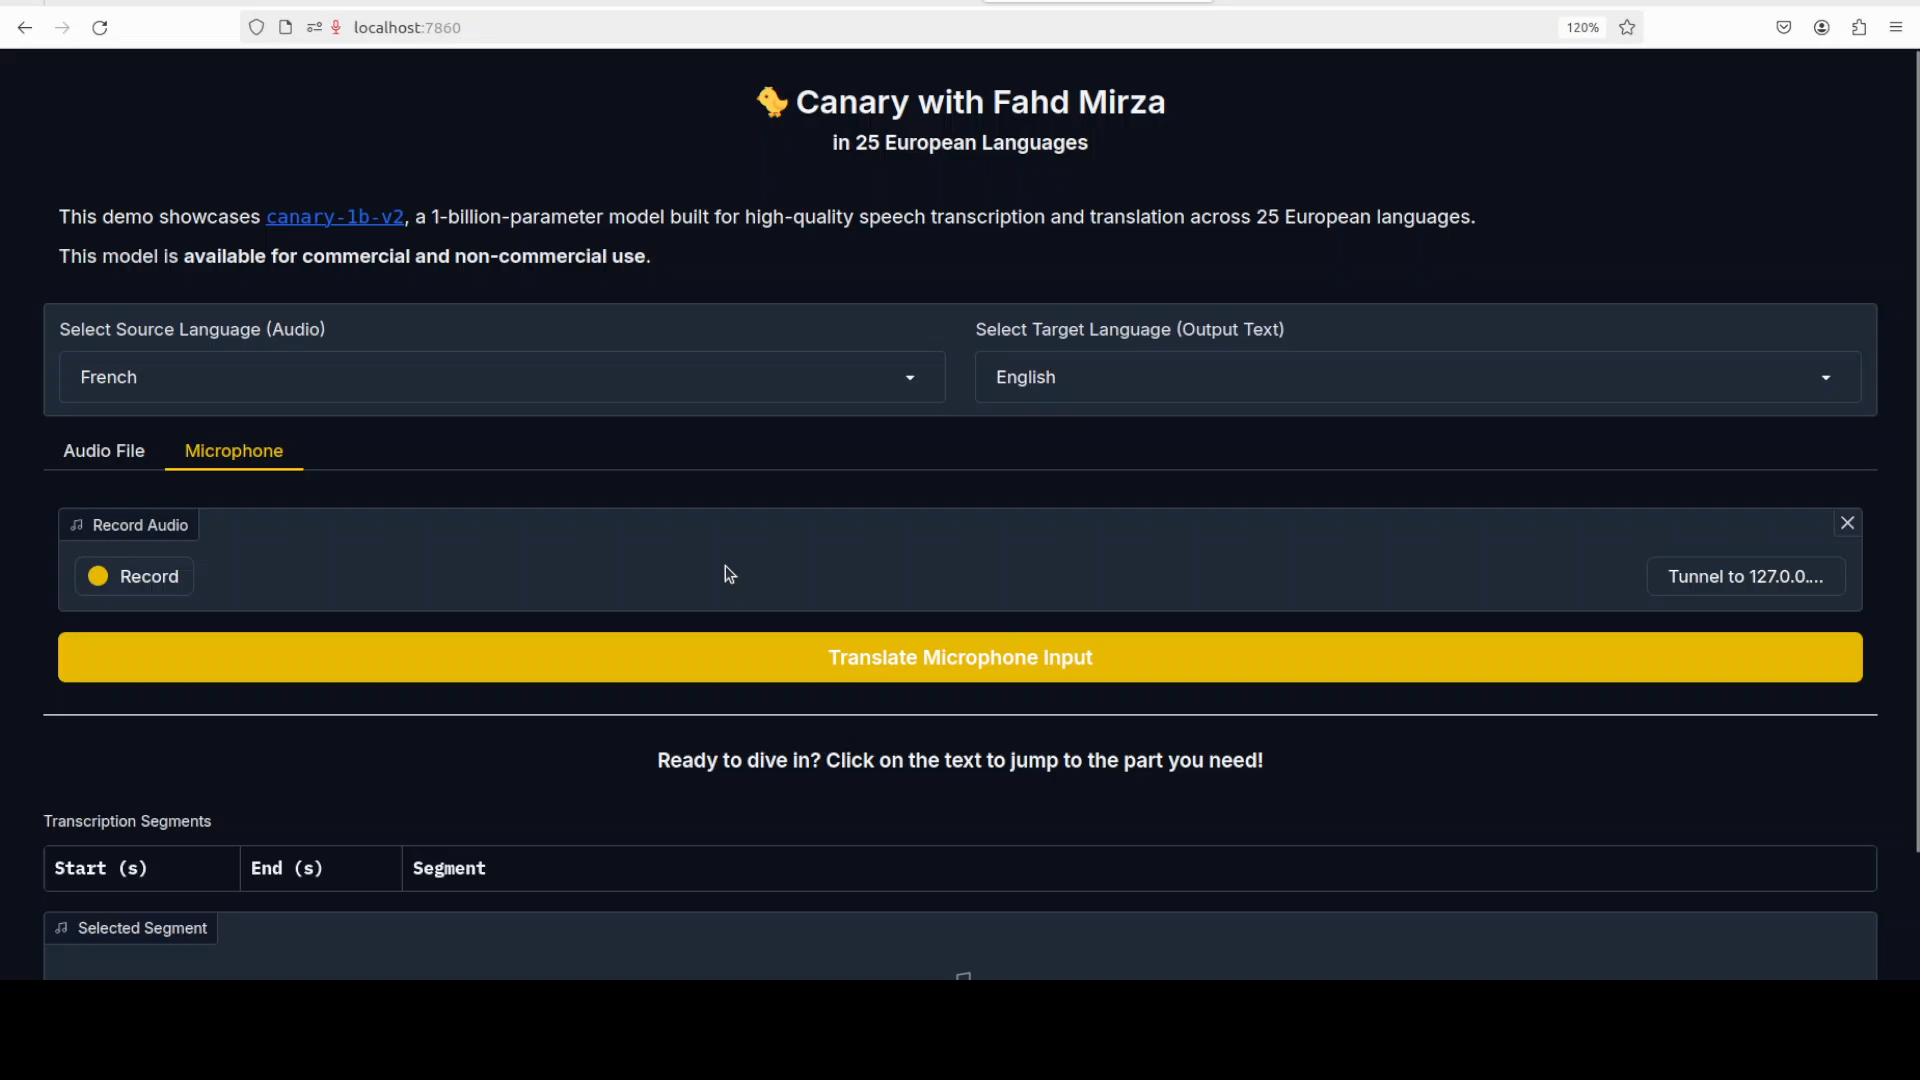 localhost:7860
120%
🐤 Canary with Fahd Mirza
in 25 European Languages
This demo showcases canary-1b-v2, a 1-billion-parameter model built for high-quality speech transcription and translation across 25 European languages.
This model is available for commercial and non-commercial use.
Select Source Language (Audio)
Select Target Language (Output Text)
French
English
Audio File
Microphone
Record Audio
Record
Tunnel to 127.0.0....
Translate Microphone Input
Ready to dive in? Click on the text to jump to the part you need!
Transcription Segments
Start (s)
End (s)
Segment
Selected Segment